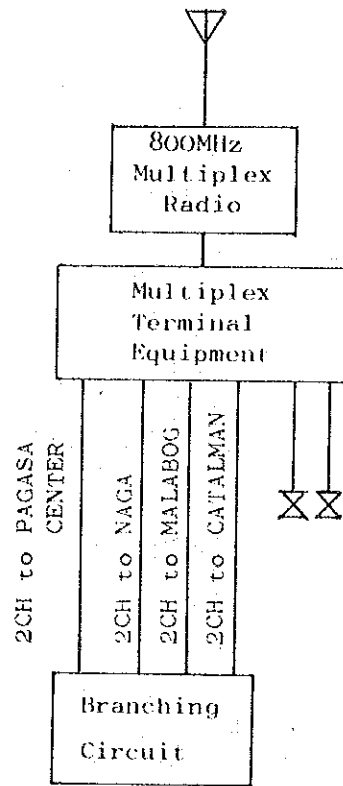 800MHz
Multiplex
Radio
Multiplex
Terminal
Equipment
2CH to PAGASA
CENTER
2CH to NAGA
2CH to MALABOG
2CH to CATALMAN
Branching
Circuit